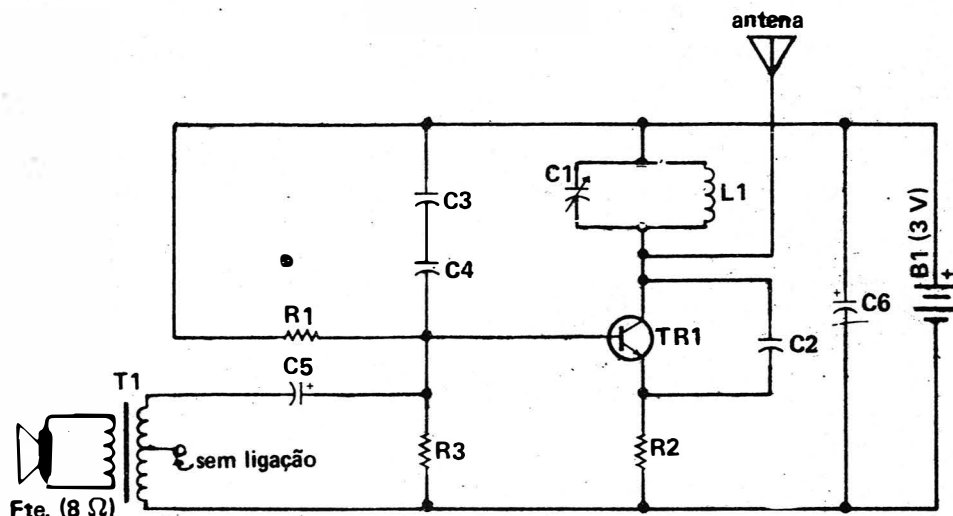 antena
C1
L1
C3
C4
B1 (3 V)
+
+
C6
R1
TR1
C2
C5
+
T1
sem ligação
R3
R2
Fte. (8 Ω)